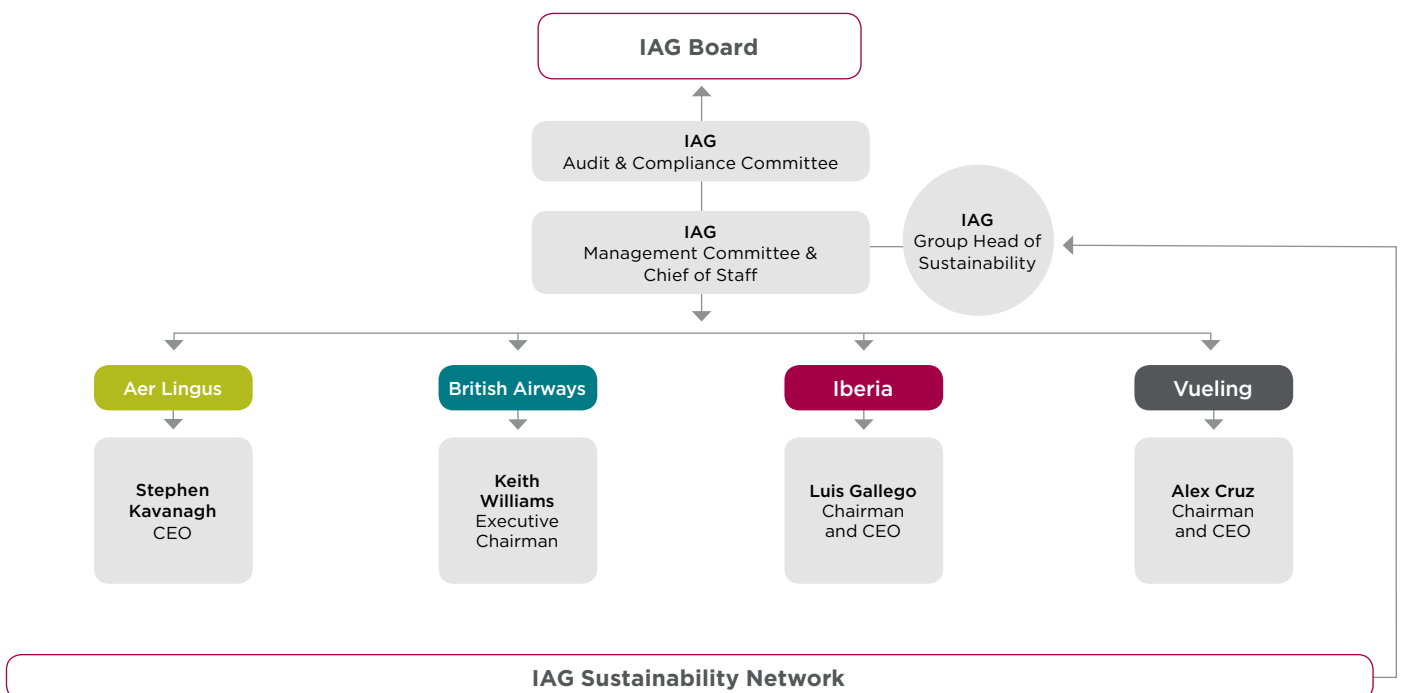 IAG Board
IAG
Audit & Compliance Committee
IAG
Management Committee &
Chief of Staff
IAG
Group Head of
Sustainability
Aer Lingus
British Airways
Iberia
Vueling
Stephen
Kavanagh
CEO
Keith
Williams
Executive
Chairman
Luis Gallego
Chairman
and CEO
Alex Cruz
Chairman
and CEO
IAG Sustainability Network